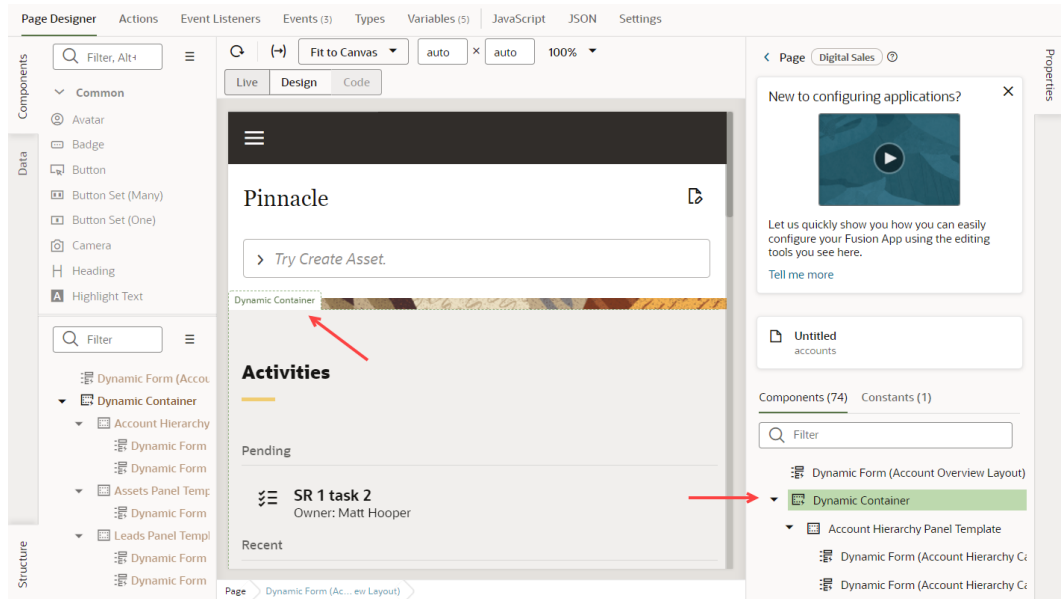 Page Designer Actions Event Listeners Events (3) Types Variables (5) JavaScript JSON Settings
Components
Data
Structure
Filter, Alt+
Common
Avatar
Badge
Button
Button Set (Many)
Button Set (One)
Camera
Heading
Highlight Text
Filter
Dynamic Form (Accou
Dynamic Container
Account Hierarchy
Dynamic Form
Dynamic Form
Assets Panel Temp
Dynamic Form
Leads Panel Templ
Dynamic Form
Dynamic Form
Fit to Canvas auto × auto 100%
Live Design Code
Pinnacle
Try Create Asset.
Dynamic Container
Activities
Pending
SR 1 task 2
Owner: Matt Hooper
Recent
Page Dynamic Form (Ac... ew Layout)
Page Digital Sales
New to configuring applications?
Let us quickly show you how you can easily
configure your Fusion App using the editing
tools you see here.
Tell me more
Untitled
accounts
Components (74) Constants (1)
Filter
Dynamic Form (Account Overview Layout)
Dynamic Container
Account Hierarchy Panel Template
Dynamic Form (Account Hierarchy Ca
Dynamic Form (Account Hierarchy Ca
Properties